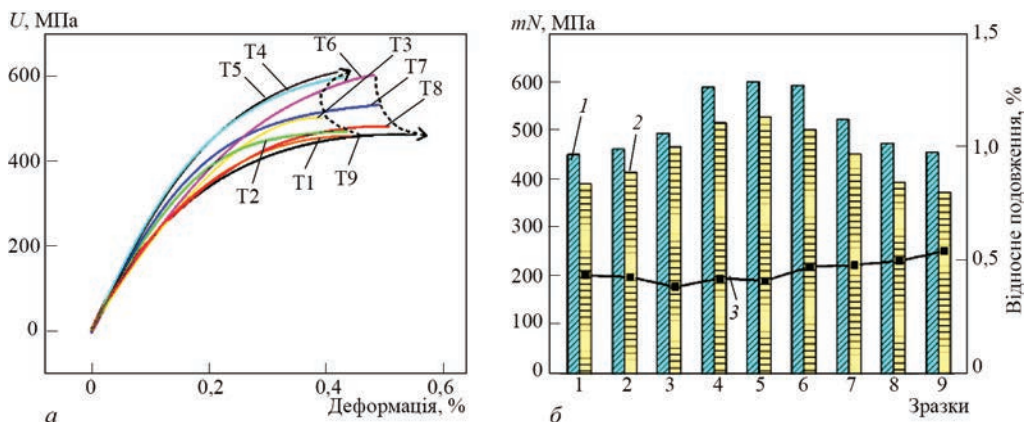 U, МПа
600
400
200
0
T4
T5
T6
T3
T7
T8
T2
T1
T9
0
0,2
0,4
0,6
Деформація, %
а
mN, МПа
600
500
400
300
200
100
0
1
2
3
1,5
1,0
0,5
0
Відносне подовження, %
1 2 3 4 5 6 7 8 9
Зразки
б